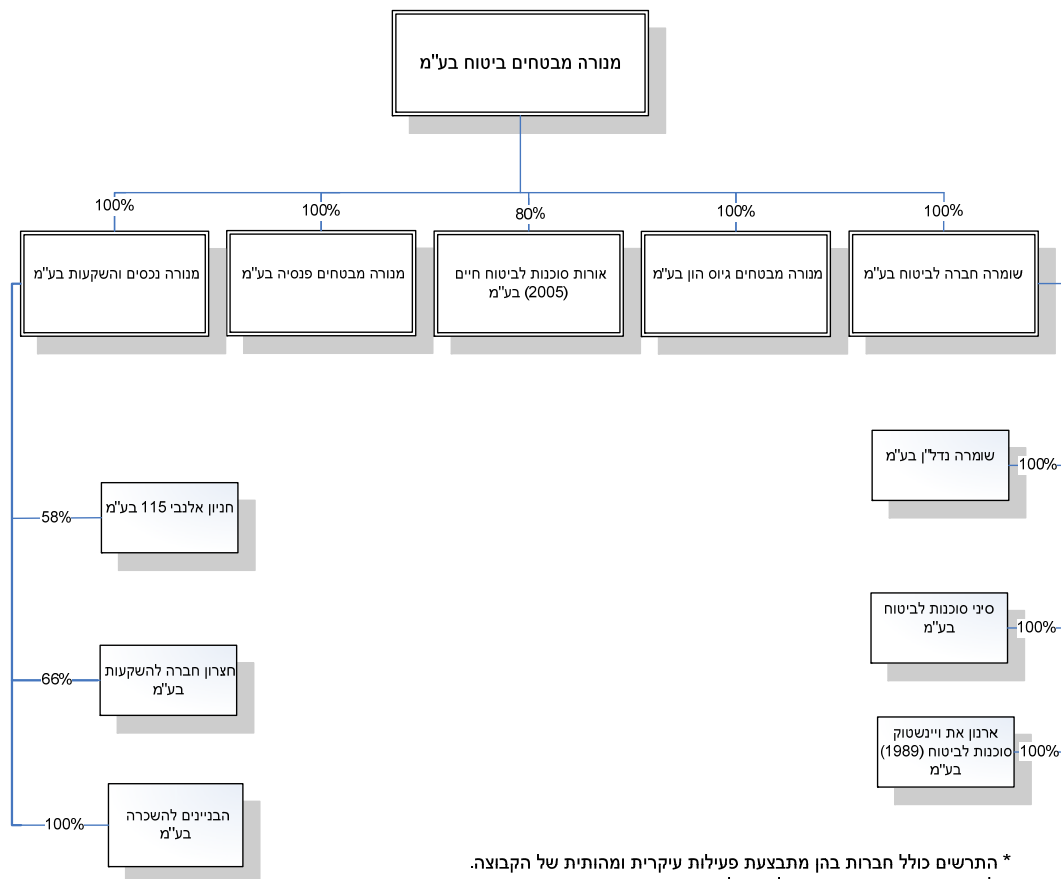 מנורה מבטחים ביטוח בע"מ
100%
100%
80%
100%
100%
שומרה חברה לביטוח בע"מ
מנורה מבטחים גיוס הון בע"מ
אורות סוכנות לביטוח חיים
(2005) בע"מ
מנורה מבטחים פנסיה בע"מ
מנורה נכסים והשקעות בע"מ
שומרה נדל"ן בע"מ
100%
סיני סוכנות לביטוח
בע"מ
100%
ארנון את ויינשטוק
סוכנות לביטוח (1989)
בע"מ
100%
חניון אלנבי 115 בע"מ
58%
חצרון חברה להשקעות
בע"מ
66%
הבניינים להשכרה
בע"מ
100%
* התרשים כולל חברות בהן מתבצעת פעילות עיקרית ומהותית של הקבוצה.